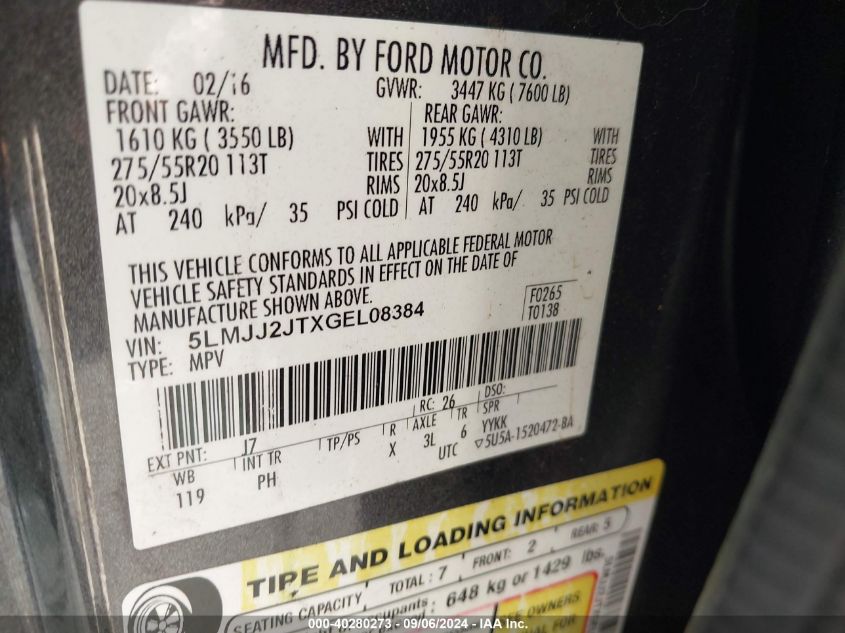 MFD. BY FORD MOTOR CO.
DATE: 02/16 GVWR: 3447 KG ( 7600 LB)
FRONT GAWR: REAR GAWR:
1610 KG ( 3550 LB) WITH 1955 KG ( 4310 LB) WITH
275/55R20 113T TIRES 275/55R20 113T TIRES
20x8.5J RIMS 20x8.5J RIMS
AT 240 kPa/ 35 PSI COLD AT 240 kPa/ 35 PSI COLD
THIS VEHICLE CONFORMS TO ALL APPLICABLE FEDERAL MOTOR
VEHICLE SAFETY STANDARDS IN EFFECT ON THE DATE OF
MANUFACTURE SHOWN ABOVE.
F0265
VIN: 5LMJJ2JTXGEL08384 T0138
TYPE: MPV
EXT PNT: J7 RC: 26 DSO:
WB INT TR TP/PS R AXLE TR SPR
119 PH X 3L 6 YYKK
UTC ▽5U5A-1520472-BA
TIRE AND LOADING INFORMATION
SEATING CAPACITY TOTAL: 7 FRONT: 2 REAR: 5
occupants : 648 kg or 1429 lbs.
SEE OWNERS
MANUAL FOR
000-40280273 - 09/06/2024 - IAA Inc.